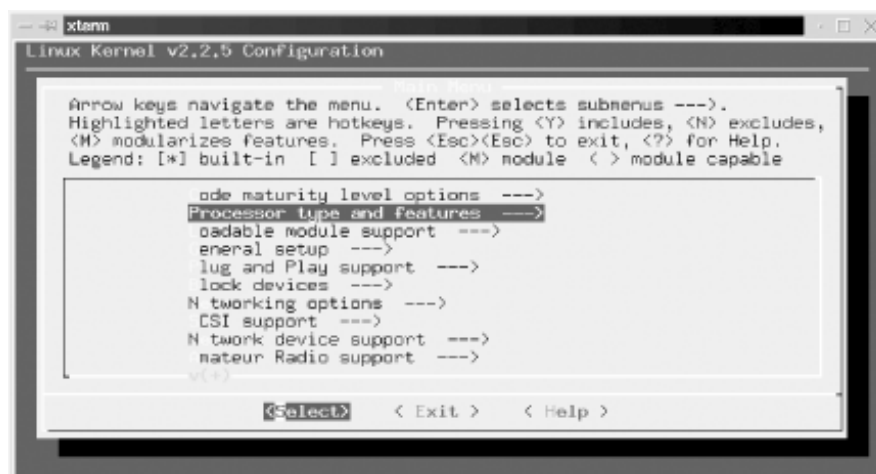 xterm
Linux Kernel v2.2.5 Configuration
Main Menu
Arrow keys navigate the menu. <Enter> selects submenus --->.
Highlighted letters are hotkeys. Pressing <Y> includes, <N> excludes,
<M> modularizes features. Press <Esc><Esc> to exit, <?> for Help.
Legend: [*] built-in [ ] excluded <M> module < > module capable
ode maturity level options --->
Processor type and features --->
oadable module support --->
eneral setup --->
lug and Play support --->
lock devices --->
N tworking options --->
CSI support --->
N twork device support --->
mateur Radio support --->
v(+)
<Select> < Exit > < Help >